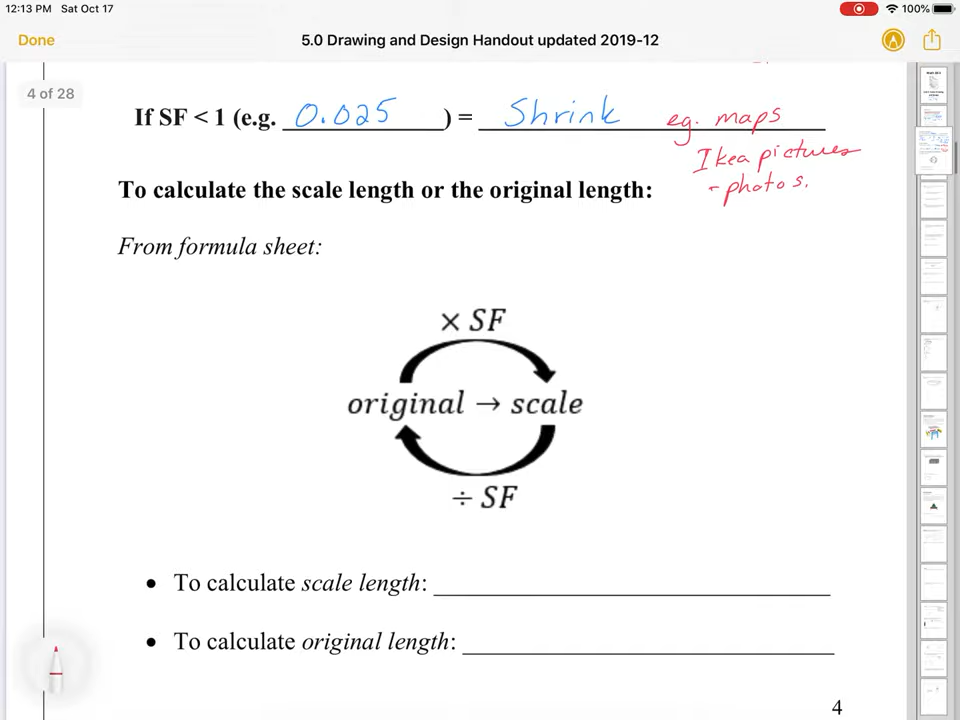 12:13 PM Sat Oct 17 100%
Done 5.0 Drawing and Design Handout updated 2019-12
4 of 28
If SF < 1 (e.g. 0.025 ) = Shrink eg. maps
Ikea pictures
- photos.
To calculate the scale length or the original length:
From formula sheet:
× SF
original → scale
÷ SF
• To calculate scale length: ____________
• To calculate original length: ____________
4